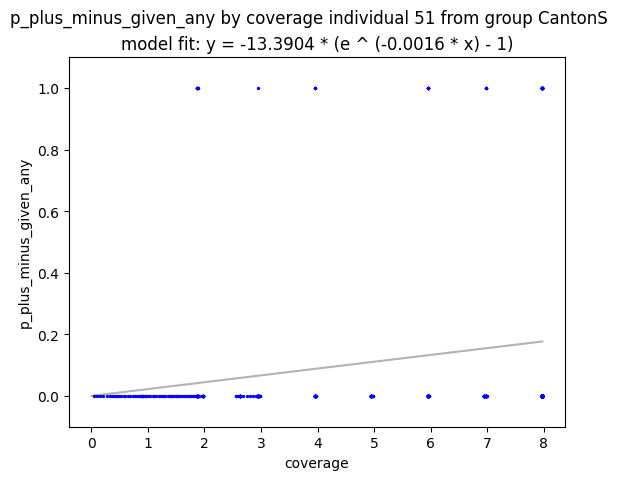 p_plus_minus_given_any by coverage individual 51 from group CantonS
model fit: y = -13.3904 * (e ^ (-0.0016 * x) - 1)
1.0
0.8
0.6
0.4
0.2
0.0
p_plus_minus_given_any
0 1 2 3 4 5 6 7 8
coverage